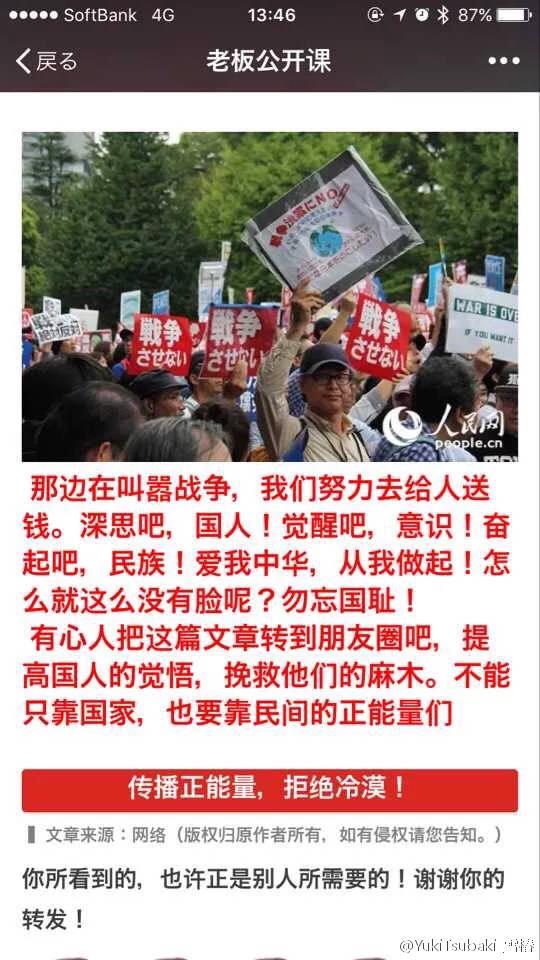 SoftBank 4G 13:46 87%
戻る 老板公开课
戦争法案にNO
戦争
させない
戦争
させない
戦争
させない
WAR IS OVER
IF YOU WANT IT
人民网
people.cn
那边在叫嚣战争，我们努力去给人送
钱。深思吧，国人！觉醒吧，意识！奋
起吧，民族！爱我中华，从我做起！怎
么就这么没有脸呢？勿忘国耻！
有心人把这篇文章转到朋友圈吧，提
高国人的觉悟，挽救他们的麻木。不能
只靠国家，也要靠民间的正能量们
传播正能量，拒绝冷漠！
文章来源：网络（版权归原作者所有，如有侵权请您告知。）
你所看到的，也许正是别人所需要的！谢谢你的
转发！
@YukiTsubaki